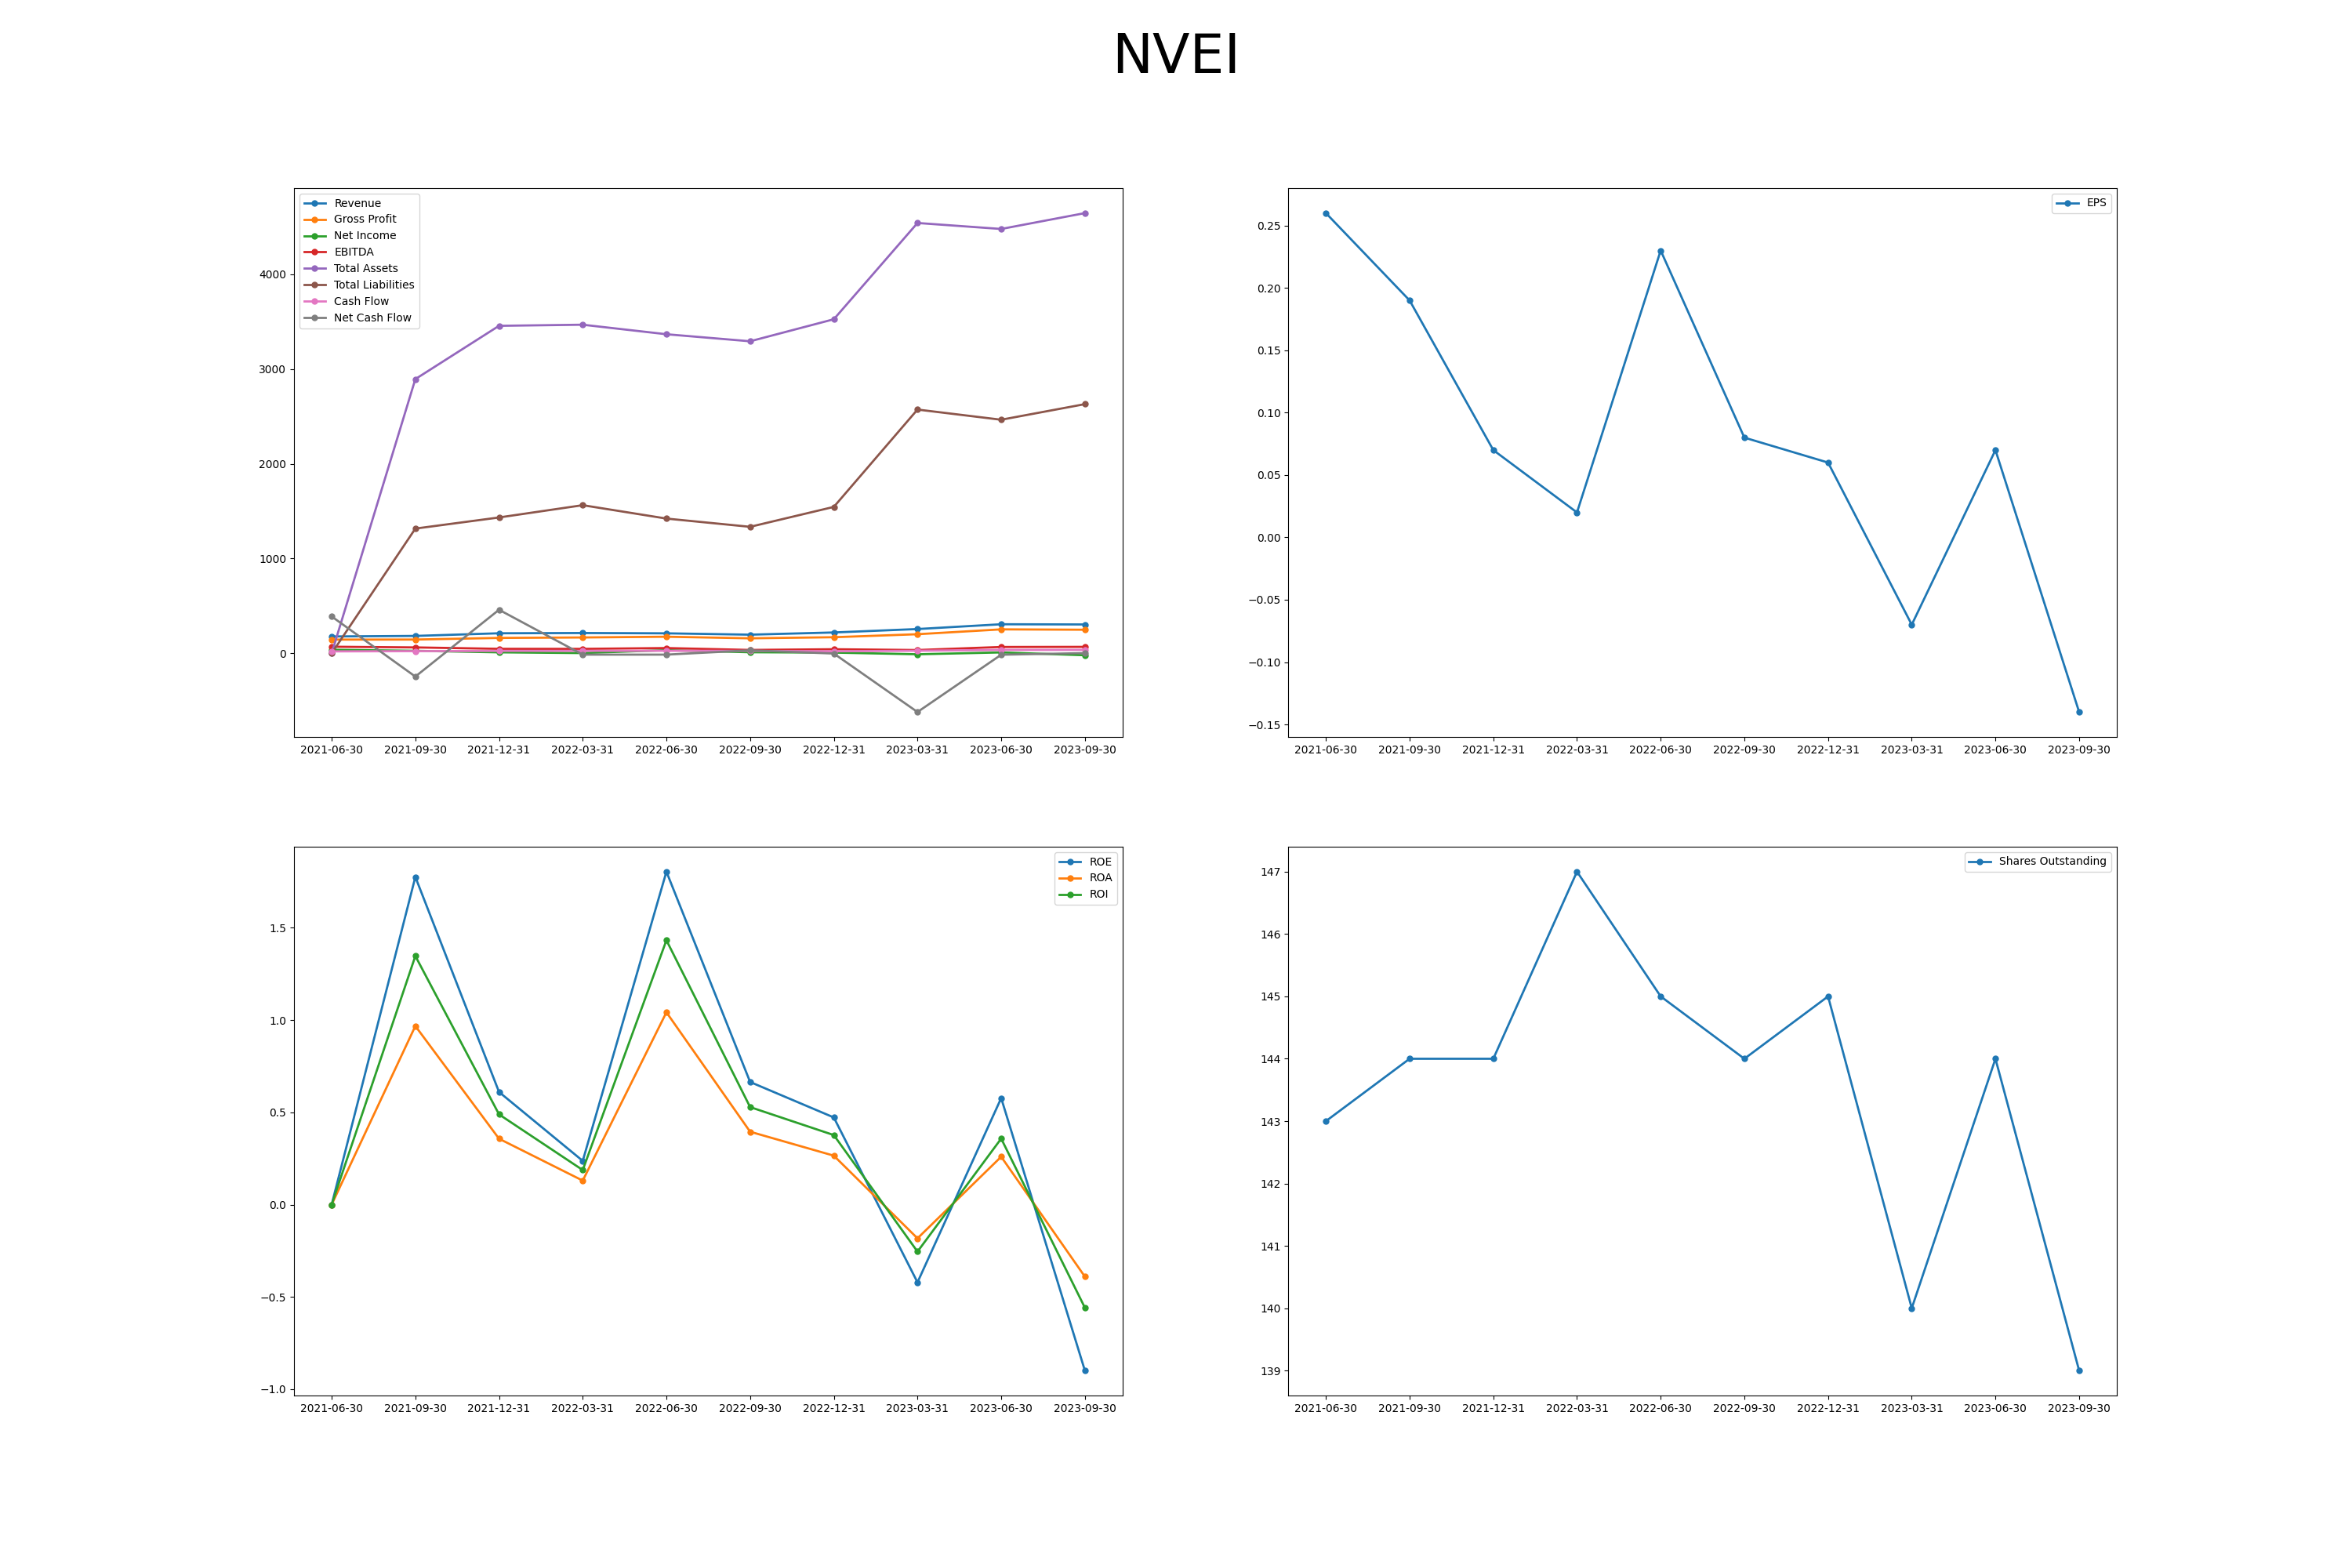 NVEI
Revenue
Gross Profit
Net Income
EBITDA
Total Assets
Total Liabilities
Cash Flow
Net Cash Flow
4000
3000
2000
1000
0
2021-06-30 2021-09-30 2021-12-31 2022-03-31 2022-06-30 2022-09-30 2022-12-31 2023-03-31 2023-06-30 2023-09-30
EPS
0.25
0.20
0.15
0.10
0.05
0.00
−0.05
−0.10
−0.15
2021-06-30 2021-09-30 2021-12-31 2022-03-31 2022-06-30 2022-09-30 2022-12-31 2023-03-31 2023-06-30 2023-09-30
ROE
ROA
ROI
1.5
1.0
0.5
0.0
−0.5
−1.0
2021-06-30 2021-09-30 2021-12-31 2022-03-31 2022-06-30 2022-09-30 2022-12-31 2023-03-31 2023-06-30 2023-09-30
Shares Outstanding
147
146
145
144
143
142
141
140
139
2021-06-30 2021-09-30 2021-12-31 2022-03-31 2022-06-30 2022-09-30 2022-12-31 2023-03-31 2023-06-30 2023-09-30